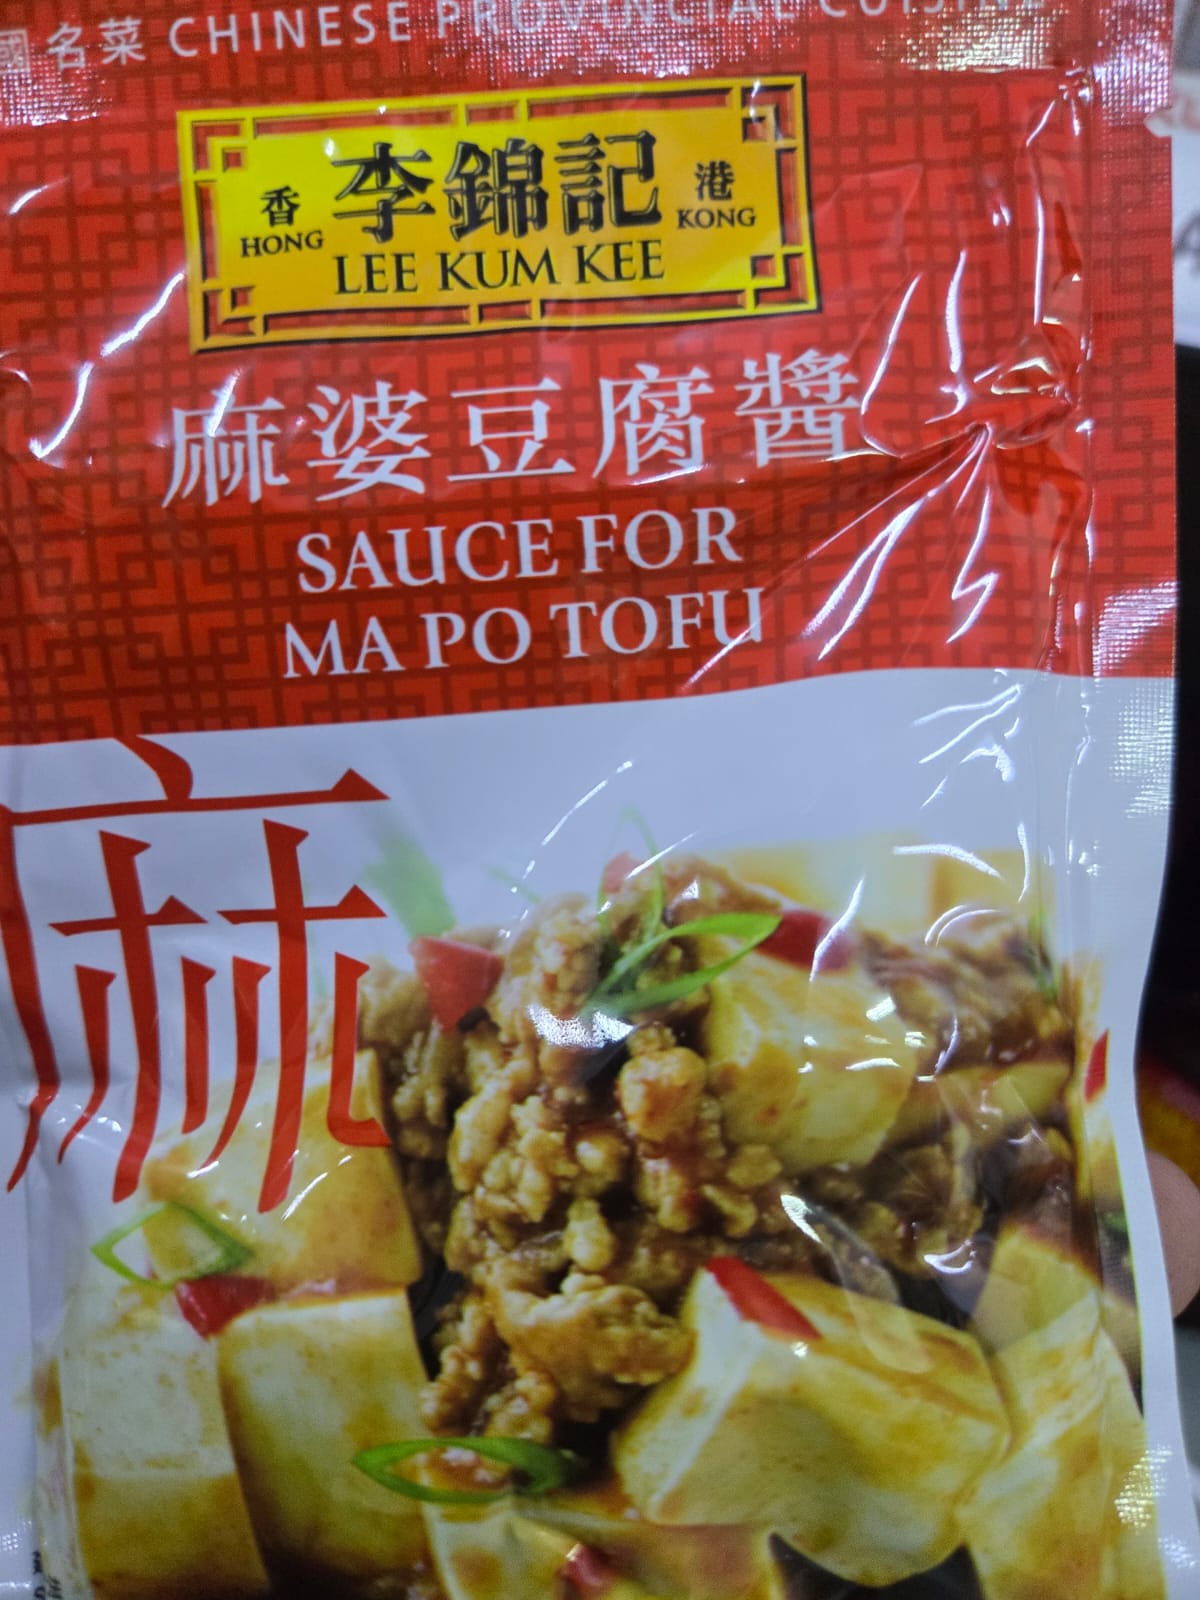 國名菜 CHINESE PROVINCIAL CUISINE
李錦記
香 港
HONG KONG
LEE KUM KEE
麻婆豆腐醬
SAUCE FOR
MA PO TOFU
麻